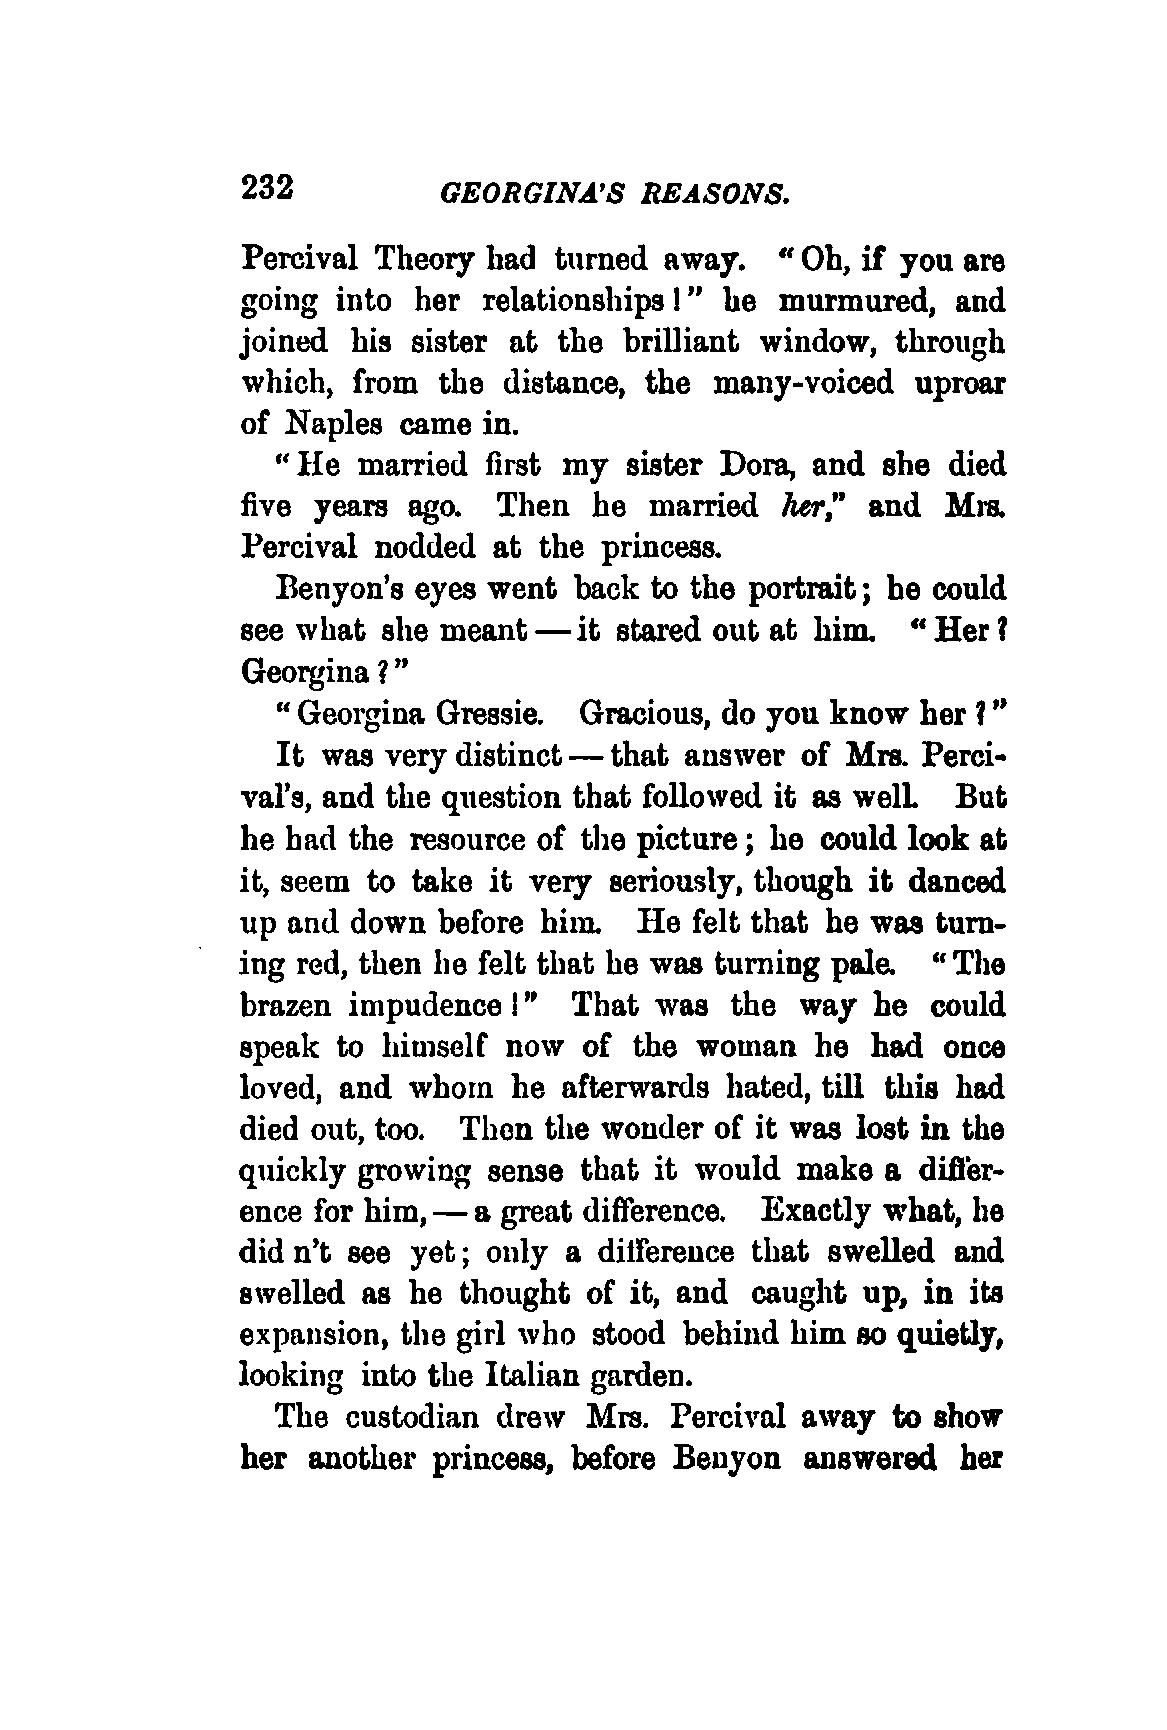 232 GEORGINA'S REASONS.
Percival Theory had turned away. "Oh, if you are
going into her relationships!" he murmured, and
joined his sister at the brilliant window, through
which, from the distance, the many-voiced uproar
of Naples came in.
"He married first my sister Dora, and she died
five years ago. Then he married her," and Mrs.
Percival nodded at the princess.
Benyon's eyes went back to the portrait; he could
see what she meant — it stared out at him. "Her?
Georgina?"
"Georgina Gressie. Gracious, do you know her?"
It was very distinct — that answer of Mrs. Perci-
val's, and the question that followed it as well. But
he had the resource of the picture; he could look at
it, seem to take it very seriously, though it danced
up and down before him. He felt that he was turn-
ing red, then he felt that he was turning pale. "The
brazen impudence!" That was the way he could
speak to himself now of the woman he had once
loved, and whom he afterwards hated, till this had
died out, too. Then the wonder of it was lost in the
quickly growing sense that it would make a differ-
ence for him, — a great difference. Exactly what, he
did n't see yet; only a difference that swelled and
swelled as he thought of it, and caught up, in its
expansion, the girl who stood behind him so quietly,
looking into the Italian garden.
The custodian drew Mrs. Percival away to show
her another princess, before Benyon answered her